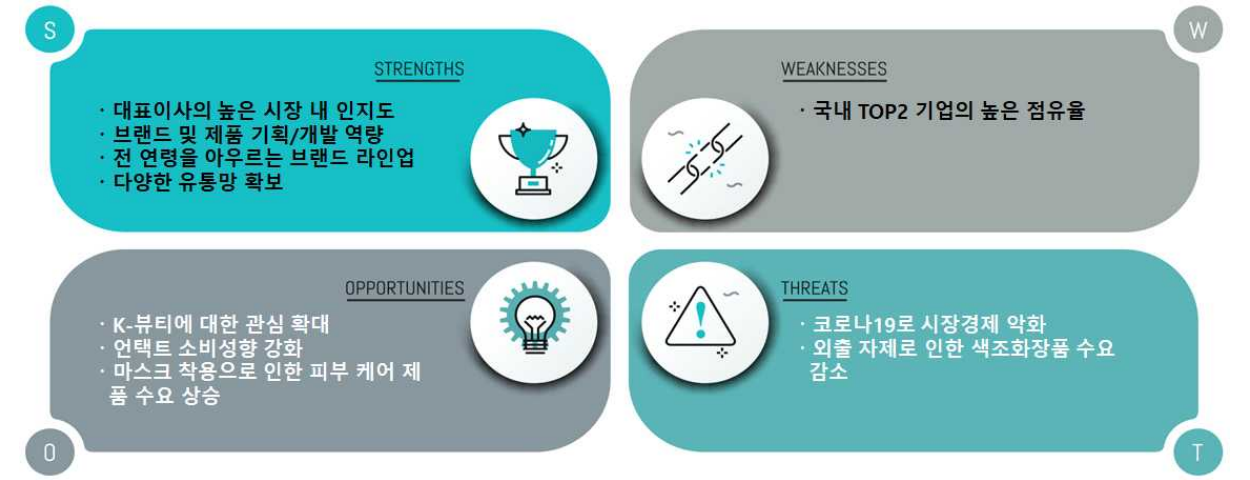 S
STRENGTHS
· 대표이사의 높은 시장 내 인지도
· 브랜드 및 제품 기획/개발 역량
· 전 연령을 아우르는 브랜드 라인업
· 다양한 유통망 확보
W
WEAKNESSES
· 국내 TOP2 기업의 높은 점유율
O
OPPORTUNITIES
· K-뷰티에 대한 관심 확대
· 언택트 소비성향 강화
· 마스크 착용으로 인한 피부 케어 제
품 수요 상승
T
THREATS
· 코로나19로 시장경제 악화
· 외출 자제로 인한 색조화장품 수요
감소